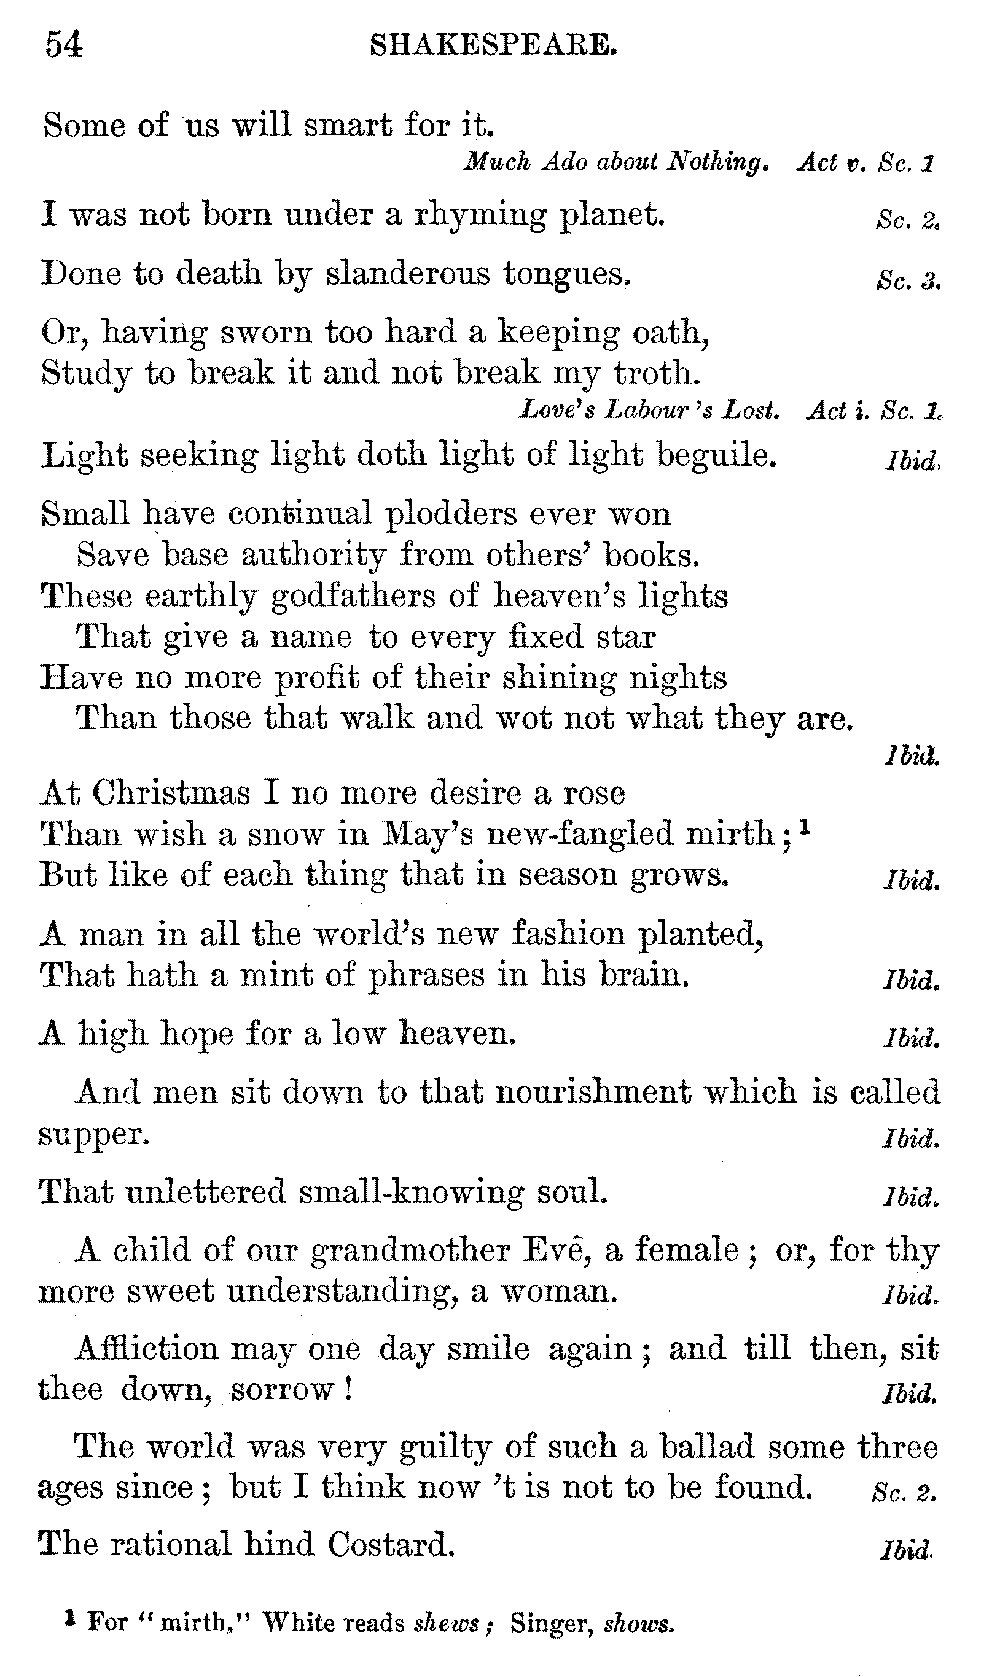 54 SHAKESPEARE.
Some of us will smart for it.
Much Ado about Nothing. Act v. Sc. 1
I was not born under a rhyming planet. Sc. 2.
Done to death by slanderous tongues. Sc. 3.
Or, having sworn too hard a keeping oath,
Study to break it and not break my troth.
Love's Labour 's Lost. Act i. Sc. 1.
Light seeking light doth light of light beguile. Ibid.
Small have continual plodders ever won
Save base authority from others' books.
These earthly godfathers of heaven's lights
That give a name to every fixed star
Have no more profit of their shining nights
Than those that walk and wot not what they are.
Ibid.
At Christmas I no more desire a rose
Than wish a snow in May's new-fangled mirth;¹
But like of each thing that in season grows. Ibid.
A man in all the world's new fashion planted,
That hath a mint of phrases in his brain. Ibid.
A high hope for a low heaven. Ibid.
And men sit down to that nourishment which is called
supper. Ibid.
That unlettered small-knowing soul. Ibid.
A child of our grandmother Evê, a female; or, for thy
more sweet understanding, a woman. Ibid.
Affliction may one day smile again; and till then, sit
thee down, sorrow! Ibid.
The world was very guilty of such a ballad some three
ages since; but I think now 't is not to be found. Sc. 2.
The rational hind Costard. Ibid.
¹ For "mirth," White reads shews; Singer, shows.